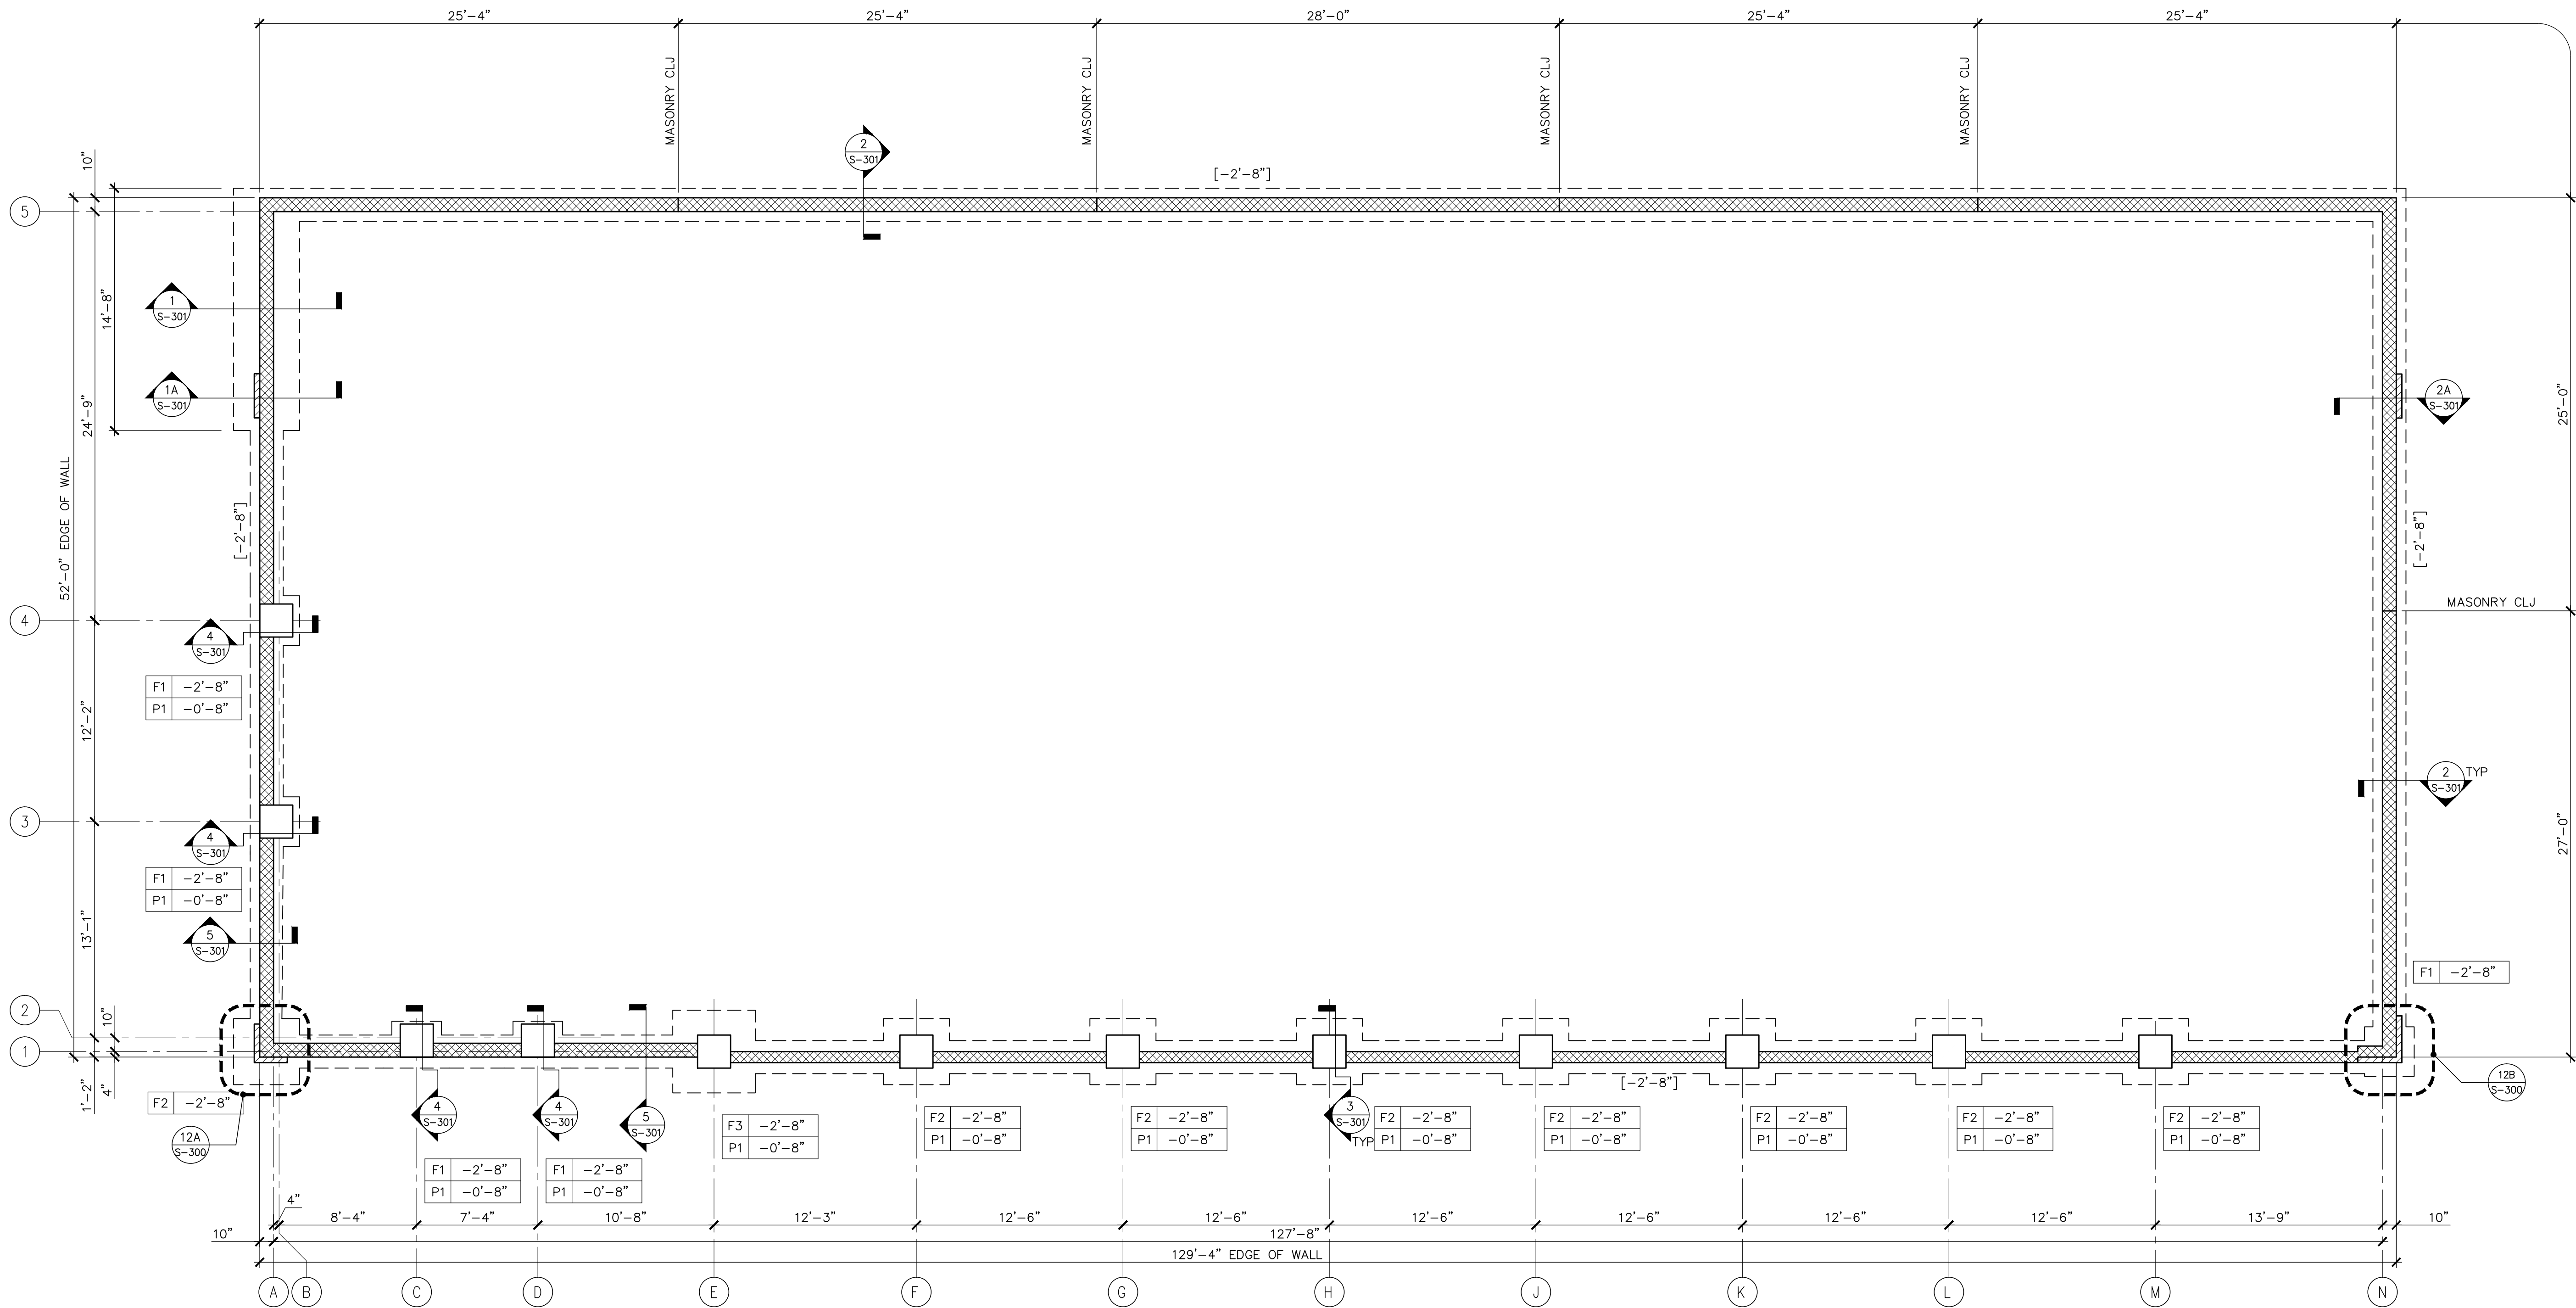 25'-4"
25'-4"
28'-0"
25'-4"
25'-4"
MASONRY CLJ
MASONRY CLJ
MASONRY CLJ
MASONRY CLJ
10"
2
S-301
[-2'-8"]
5
14'-8"
1
S-301
1A
S-301
2A
S-301
24'-9"
25'-0"
52'-0" EDGE OF WALL
[-2'-8"]
[-2'-8"]
MASONRY CLJ
4
4
S-301
F1 -2'-8"
P1 -0'-8"
12'-2"
2
S-301
TYP
3
4
S-301
27'-0"
F1 -2'-8"
P1 -0'-8"
13'-1"
5
S-301
F1 -2'-8"
2
10"
1
1'-2"
4"
F2 -2'-8"
12A
S-300
4
S-301
4
S-301
5
S-301
3
S-301
TYP
[-2'-8"]
12B
S-300
F3 -2'-8"
P1 -0'-8"
F2 -2'-8"
P1 -0'-8"
F2 -2'-8"
P1 -0'-8"
F2 -2'-8"
P1 -0'-8"
F2 -2'-8"
P1 -0'-8"
F2 -2'-8"
P1 -0'-8"
F2 -2'-8"
P1 -0'-8"
F2 -2'-8"
P1 -0'-8"
F1 -2'-8"
P1 -0'-8"
F1 -2'-8"
P1 -0'-8"
4"
8'-4"
7'-4"
10'-8"
12'-3"
12'-6"
12'-6"
12'-6"
12'-6"
12'-6"
12'-6"
13'-9"
10"
127'-8"
10"
129'-4" EDGE OF WALL
A
B
C
D
E
F
G
H
J
K
L
M
N